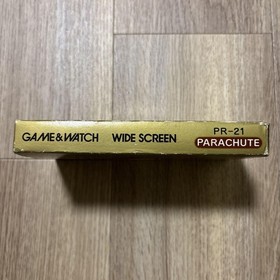 GAME&WATCH WIDE SCREEN PR-21
PARACHUTE